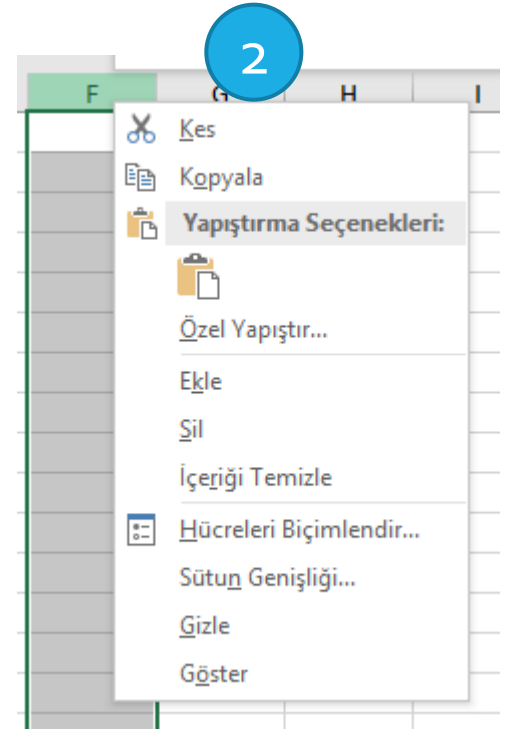 2
F G H I
Kes
Kopyala
Yapıştırma Seçenekleri:
Özel Yapıştır...
Ekle
Sil
İçeriği Temizle
Hücreleri Biçimlendir...
Sütun Genişliği...
Gizle
Göster